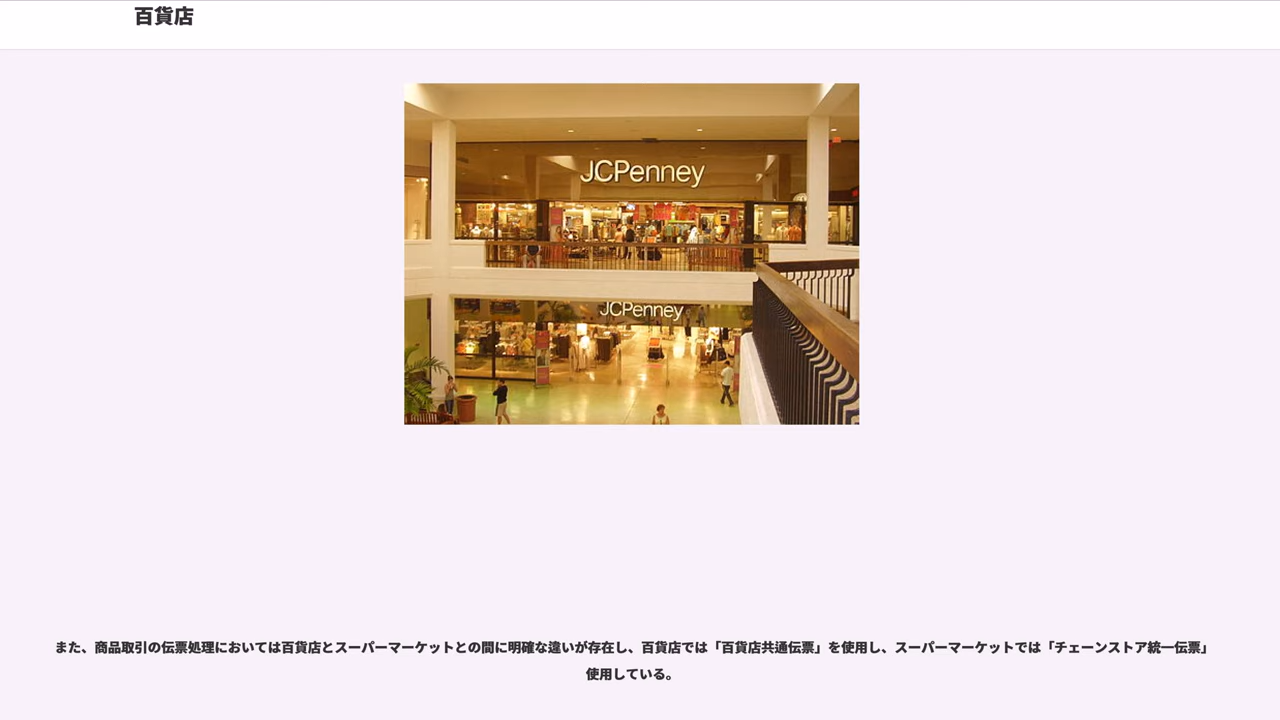 百貨店
JCPenney
JCPenney
また、商品取引の伝票処理においては百貨店とスーパーマーケットとの間に明確な違いが存在し、百貨店では「百貨店共通伝票」を使用し、スーパーマーケットでは「チェーンストア統一伝票」
使用している。